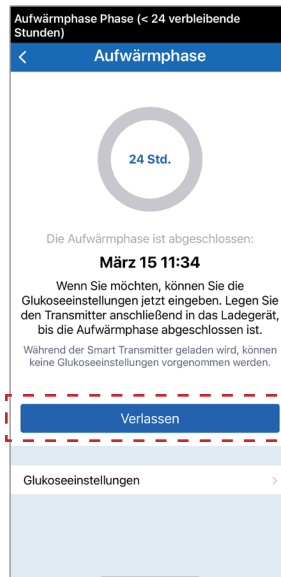 Aufwärmphase Phase (< 24 verbleibende
Stunden)
Aufwärmphase
24 Std.
Die Aufwärmphase ist abgeschlossen:
März 15 11:34
Wenn Sie möchten, können Sie die
Glukoseeinstellungen jetzt eingeben. Legen Sie
den Transmitter anschließend in das Ladegerät,
bis die Aufwärmphase abgeschlossen ist.
Während der Smart Transmitter geladen wird, können
keine Glukoseeinstellungen vorgenommen werden.
Verlassen
Glukoseeinstellungen